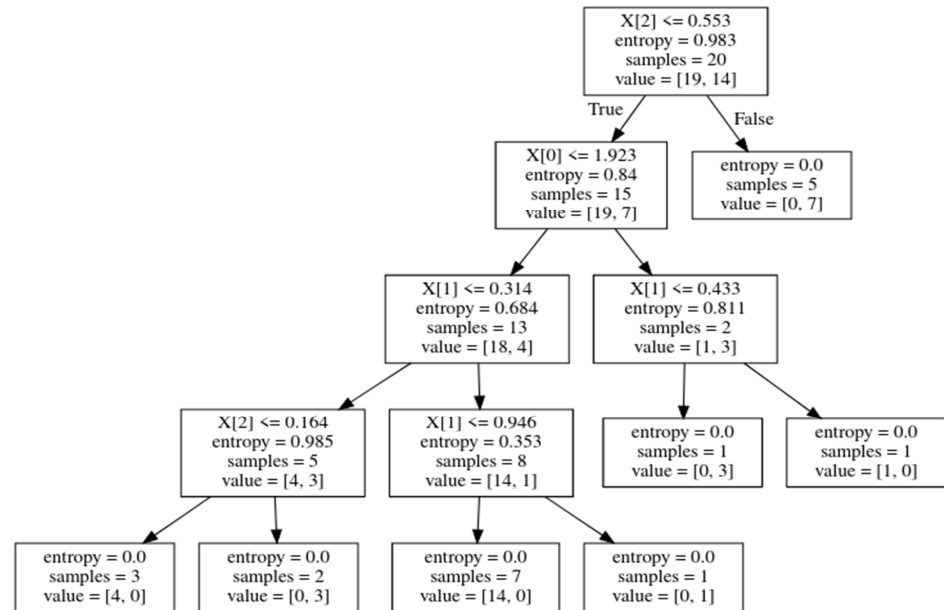 X[2] <= 0.553
entropy = 0.983
samples = 20
value = [19, 14]
True
False
X[0] <= 1.923
entropy = 0.84
samples = 15
value = [19, 7]
entropy = 0.0
samples = 5
value = [0, 7]
X[1] <= 0.314
entropy = 0.684
samples = 13
value = [18, 4]
X[1] <= 0.433
entropy = 0.811
samples = 2
value = [1, 3]
X[2] <= 0.164
entropy = 0.985
samples = 5
value = [4, 3]
X[1] <= 0.946
entropy = 0.353
samples = 8
value = [14, 1]
entropy = 0.0
samples = 1
value = [0, 3]
entropy = 0.0
samples = 1
value = [1, 0]
entropy = 0.0
samples = 3
value = [4, 0]
entropy = 0.0
samples = 2
value = [0, 3]
entropy = 0.0
samples = 7
value = [14, 0]
entropy = 0.0
samples = 1
value = [0, 1]